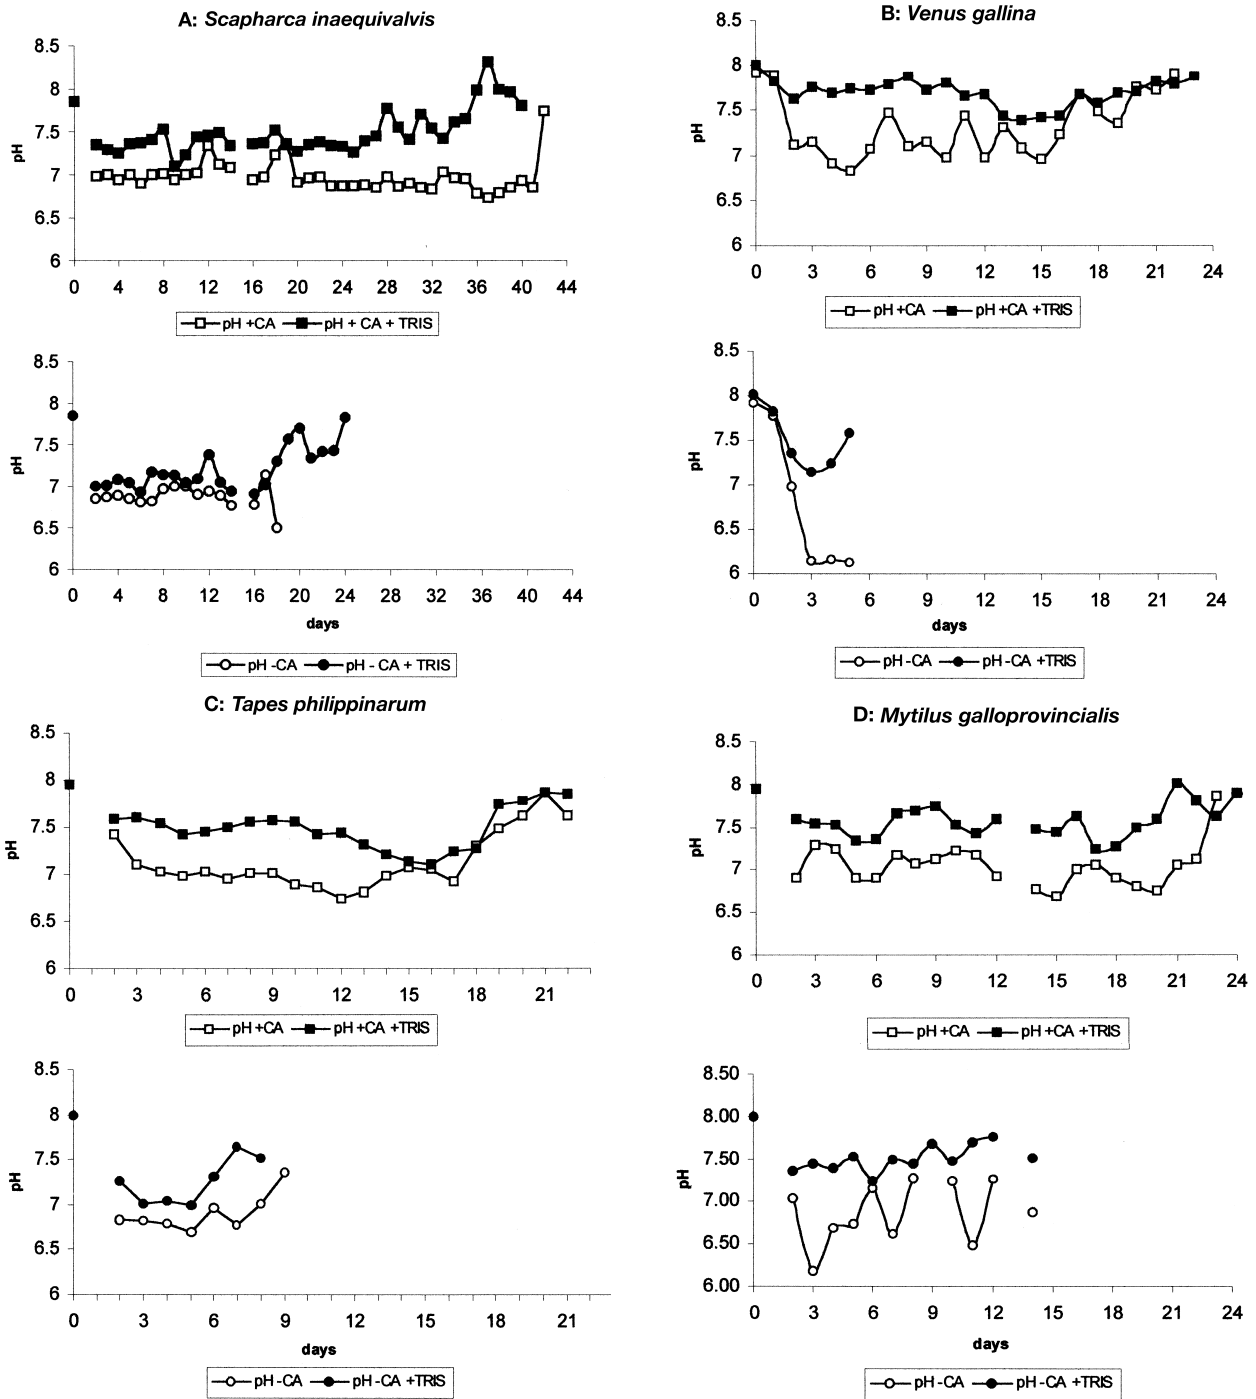 A: Scapharca inaequivalvis
8.5
8
7.5
7
6.5
6
pH
0 4 8 12 16 20 24 28 32 36 40 44
pH +CA pH + CA + TRIS
8.5
8
7.5
7
6.5
6
pH
0 4 8 12 16 20 24 28 32 36 40 44
days
pH -CA pH - CA + TRIS
B: Venus gallina
8.5
8
7.5
7
6.5
6
pH
0 3 6 9 12 15 18 21 24
pH +CA pH +CA +TRIS
8.5
8
7.5
7
6.5
6
pH
0 3 6 9 12 15 18 21 24
days
pH -CA pH -CA +TRIS
C: Tapes philippinarum
8.5
8
7.5
7
6.5
6
pH
0 3 6 9 12 15 18 21
pH +CA pH +CA +TRIS
8.5
8
7.5
7
6.5
6
pH
0 3 6 9 12 15 18 21
days
pH -CA pH -CA +TRIS
D: Mytilus galloprovincialis
8.5
8
7.5
7
6.5
6
pH
0 3 6 9 12 15 18 21 24
pH +CA pH +CA +TRIS
8.50
8.00
7.50
7.00
6.50
6.00
pH
0 3 6 9 12 15 18 21 24
days
pH -CA pH -CA +TRIS